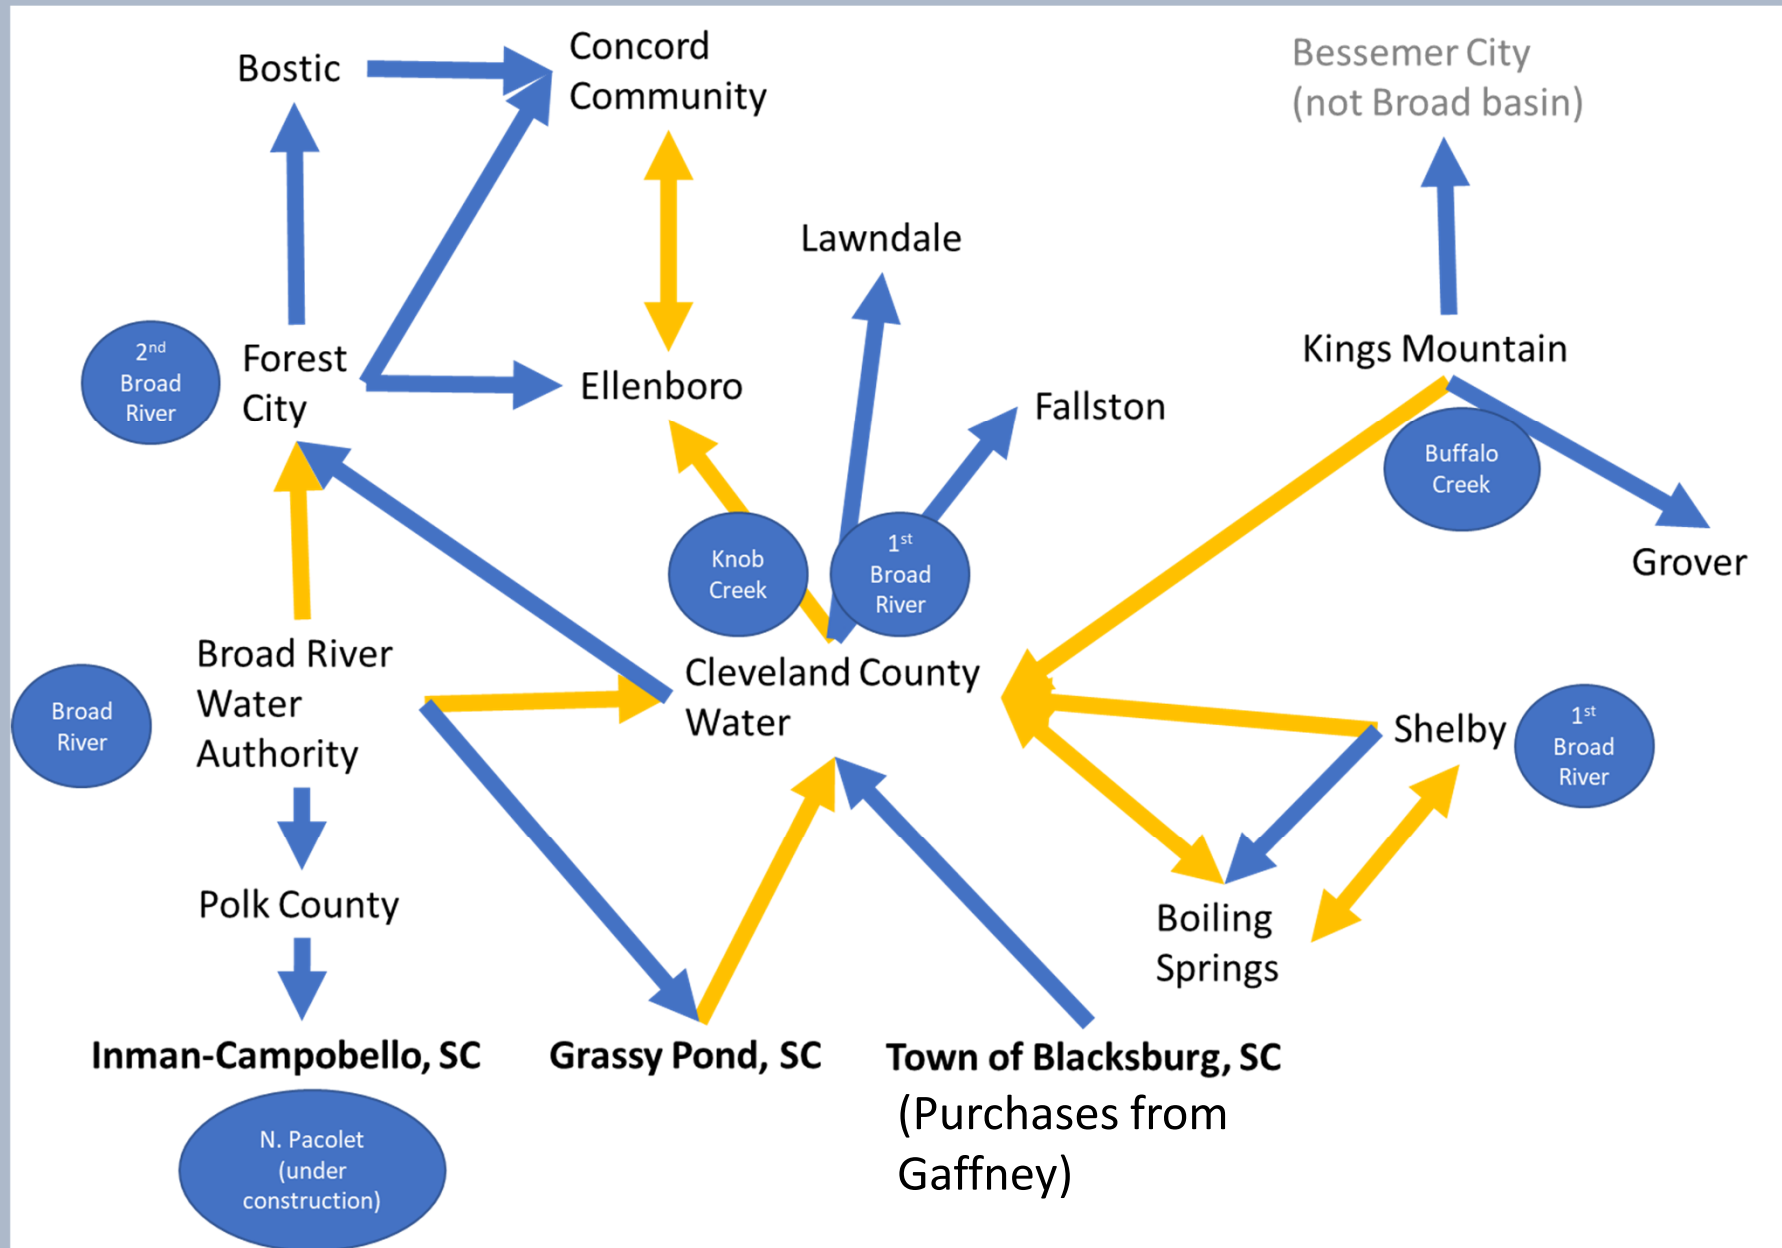 Bostic
Concord
Community
Bessemer City
(not Broad basin)
Lawndale
2nd
Broad
River
Forest
City
Ellenboro
Kings Mountain
Fallston
Buffalo
Creek
Knob
Creek
1st
Broad
River
Grover
Broad River
Water
Authority
Broad
River
Cleveland County
Water
Shelby
1st
Broad
River
Polk County
Boiling
Springs
Inman-Campobello, SC
Grassy Pond, SC
Town of Blacksburg, SC
(Purchases from
Gaffney)
N. Pacolet
(under
construction)